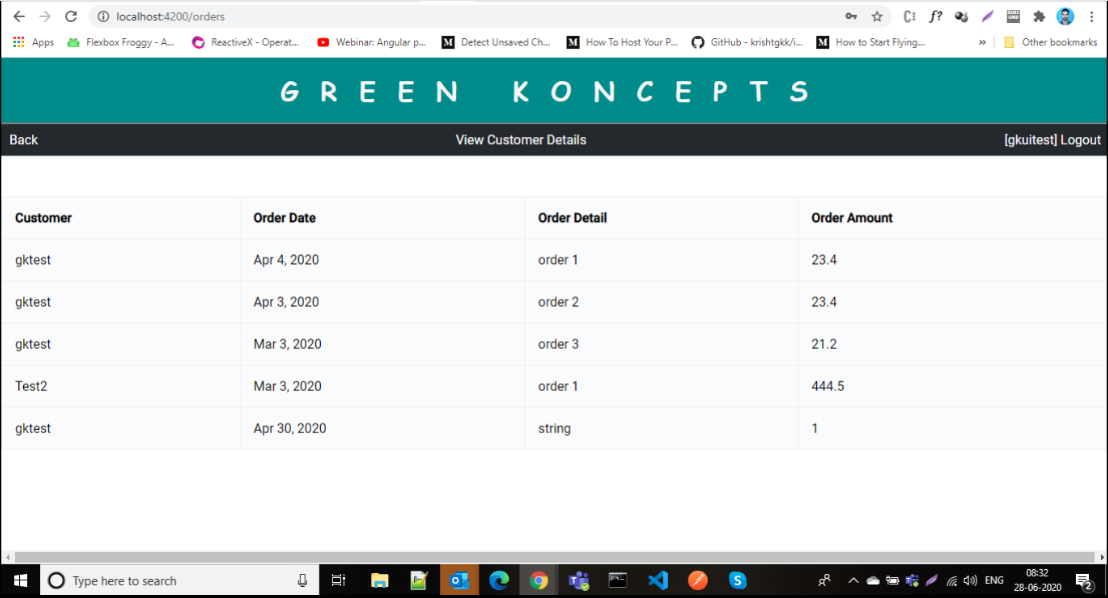 localhost:4200/orders
f?
Apps Flexbox Froggy - A... ReactiveX - Operat... Webinar: Angular p... Detect Unsaved Ch... How To Host Your P... GitHub - krishtgkk/i... How to Start Flying... » Other bookmarks
GREEN KONCEPTS
Back View Customer Details [gkuitest] Logout
Customer Order Date Order Detail Order Amount
gktest Apr 4, 2020 order 1 23.4
gktest Apr 3, 2020 order 2 23.4
gktest Mar 3, 2020 order 3 21.2
Test2 Mar 3, 2020 order 1 444.5
gktest Apr 30, 2020 string 1
Type here to search ENG 08:32
28-06-2020 2